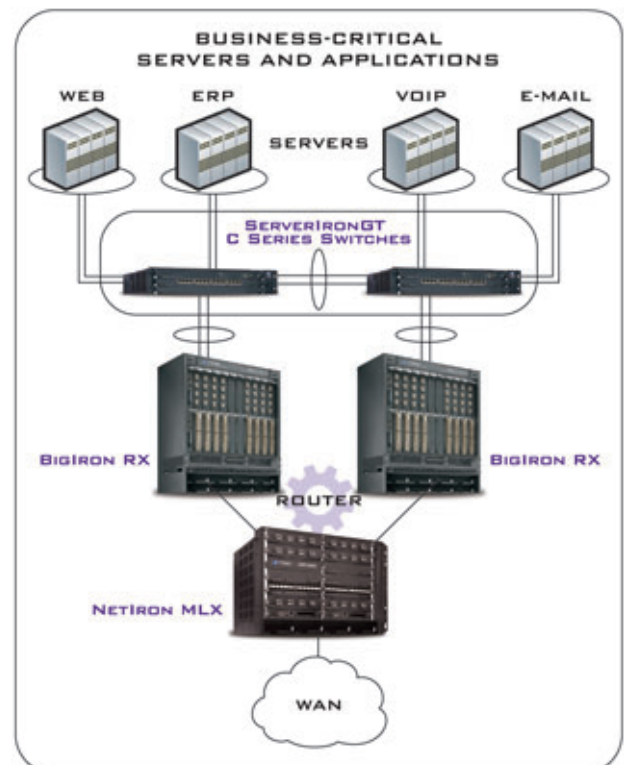 BUSINESS-CRITICAL
SERVERS AND APPLICATIONS
WEB
ERP
VOIP
E-MAIL
SERVERS
SERVERIRONGT
C SERIES SWITCHES
BIGIRON RX
BIGIRON RX
ROUTER
NETIRON MLX
WAN